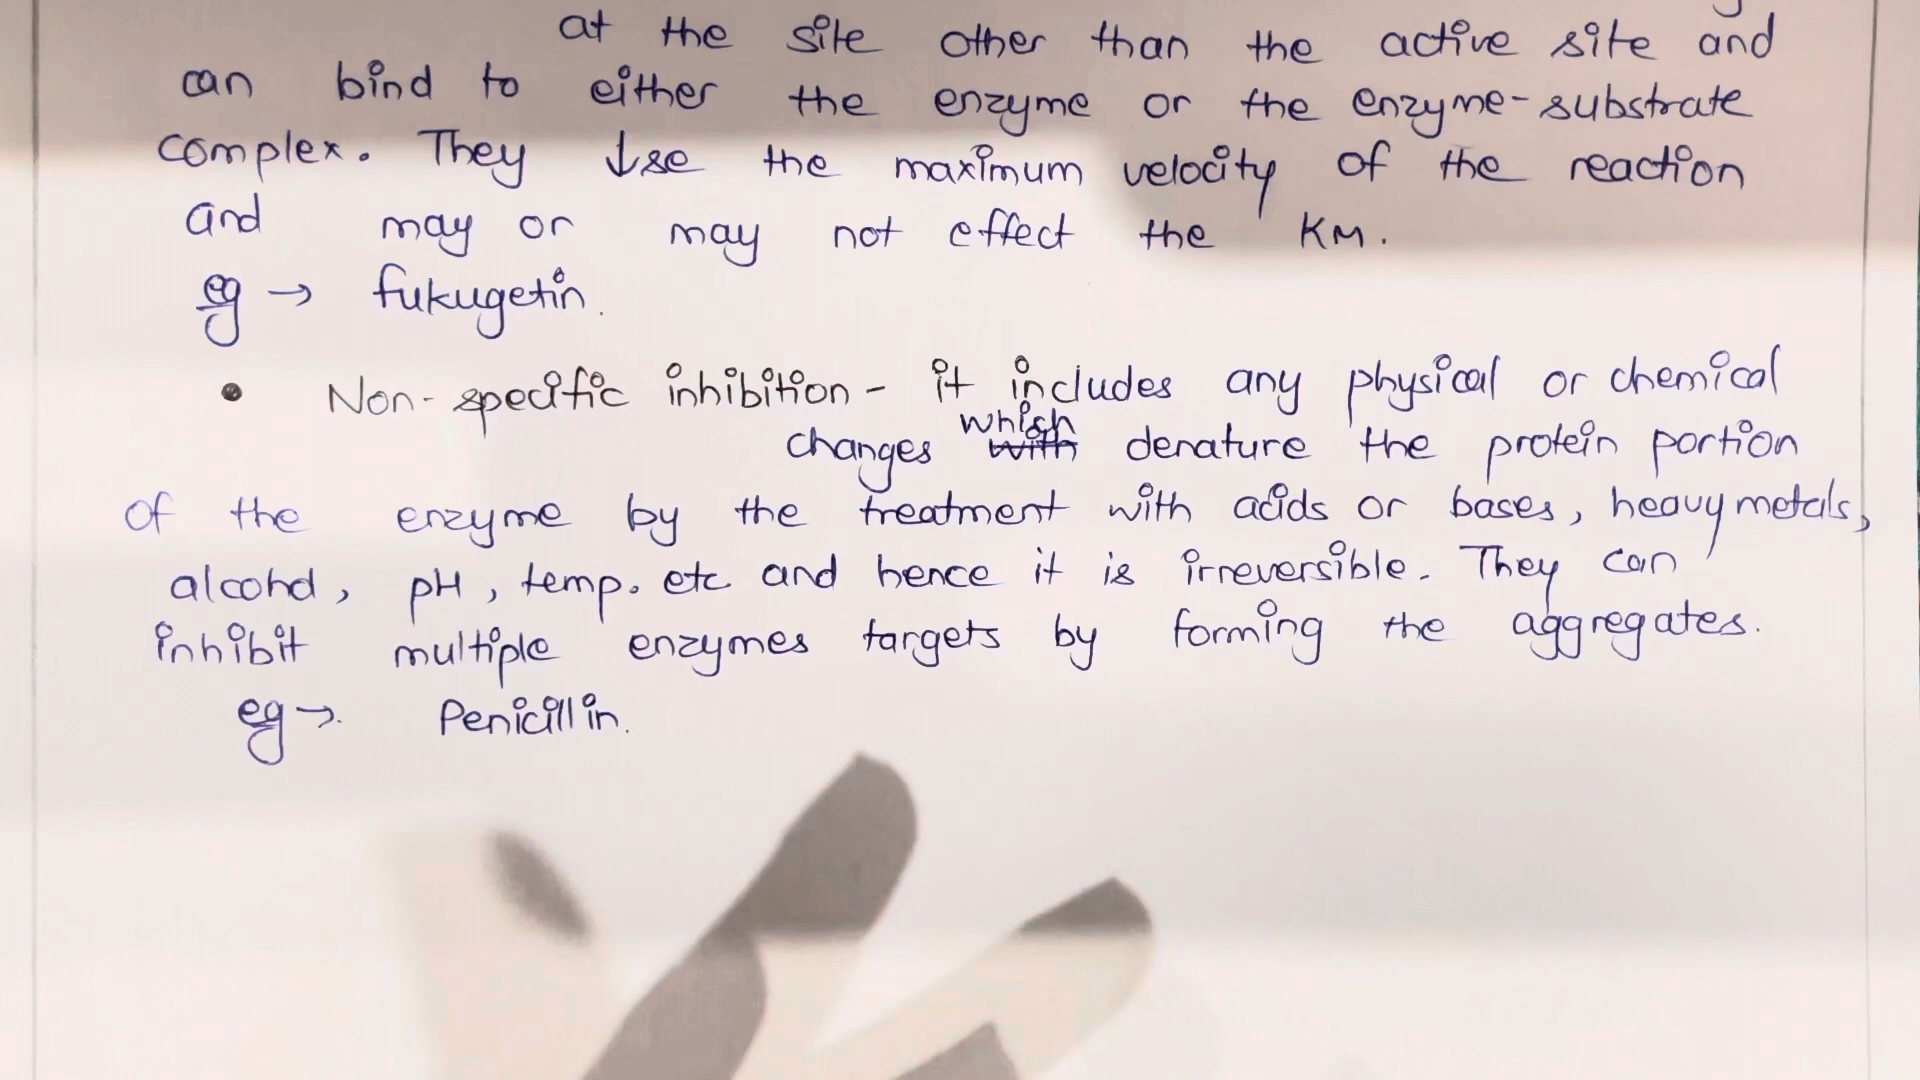 at the site other than the active site and
can bind to either the enzyme or the enzyme-substrate
complex. They ↓se the maximum velocity of the reaction
and may or may not effect the KM.
eg → fukugetin.
• Non-specific inhibition - it includes any physical or chemical
changes ~~with~~ which denature the protein portion
of the enzyme by the treatment with acids or bases, heavy metals,
alcohol, pH, temp. etc and hence it is irreversible. They can
inhibit multiple enzymes targets by forming the aggregates.
eg →. Penicillin.